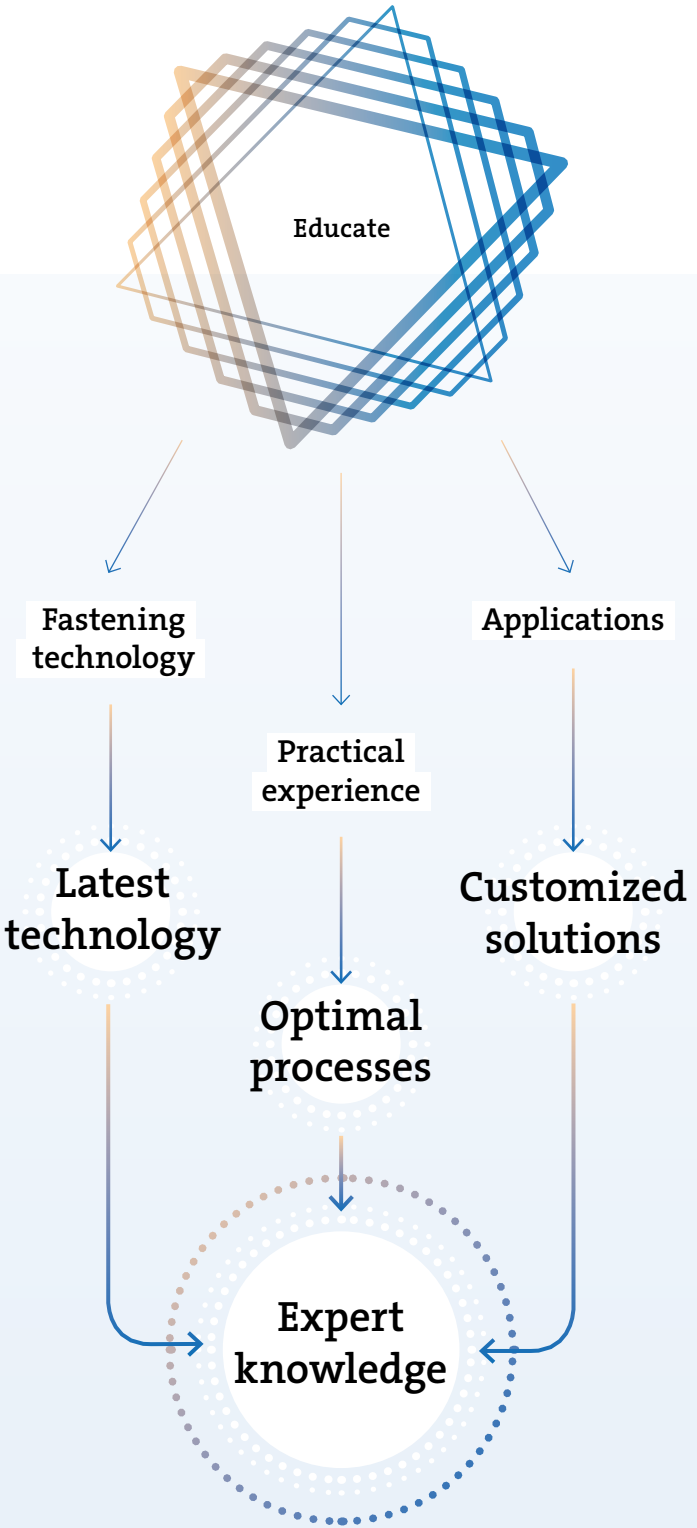 Educate
Fastening
technology
Applications
Practical
experience
Latest
technology
Customized
solutions
Optimal
processes
Expert
knowledge